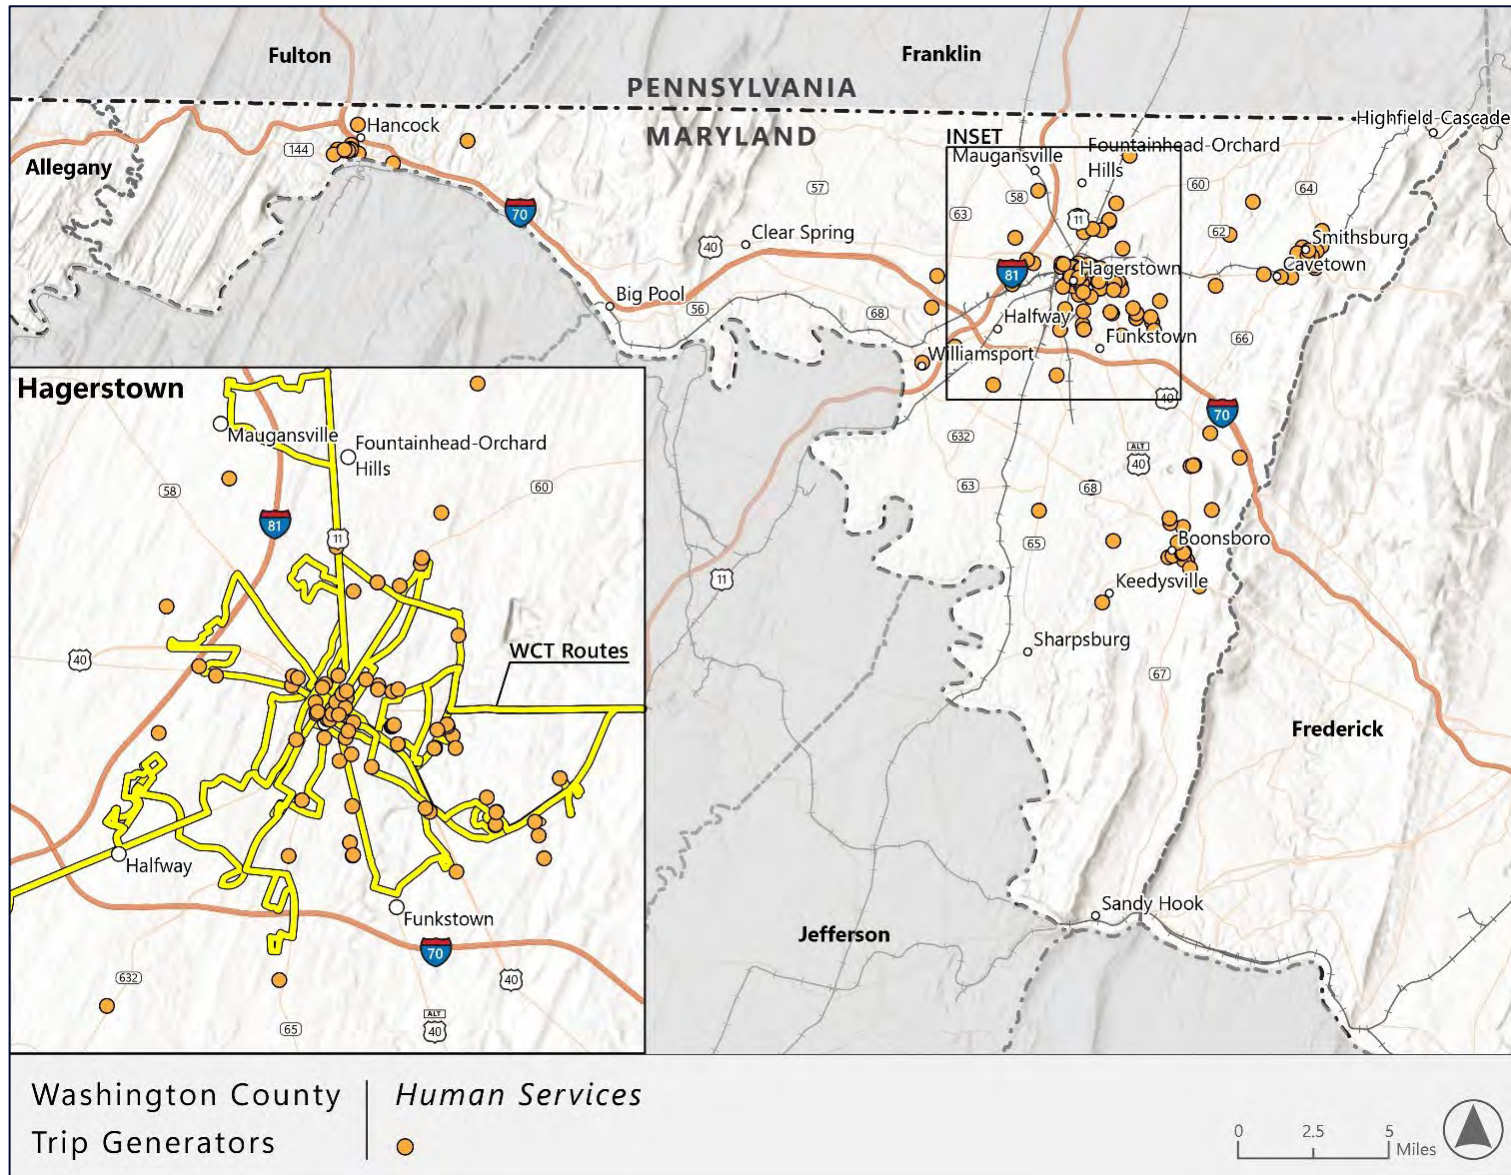 Fulton
Franklin
PENNSYLVANIA
MARYLAND
Hancock
144
Allegany
70
57
40
Clear Spring
Big Pool
56
68
INSET
Maugansville
Fountainhead-Orchard
Hills
Highfield-Cascade
63
58
11
60
64
62
Smithsburg
Cavetown
81
Hagerstown
Halfway
Funkstown
Williamsport
66
40
70
632
ALT
40
63
68
65
Boonsboro
Keedysville
11
Sharpsburg
67
Frederick
Sandy Hook
Jefferson
Hagerstown
Maugansville
Fountainhead-Orchard
Hills
58
60
81
11
40
WCT Routes
Halfway
Funkstown
70
632
40
65
ALT
40
Washington County
Trip Generators
Human Services
0 2.5 5
Miles